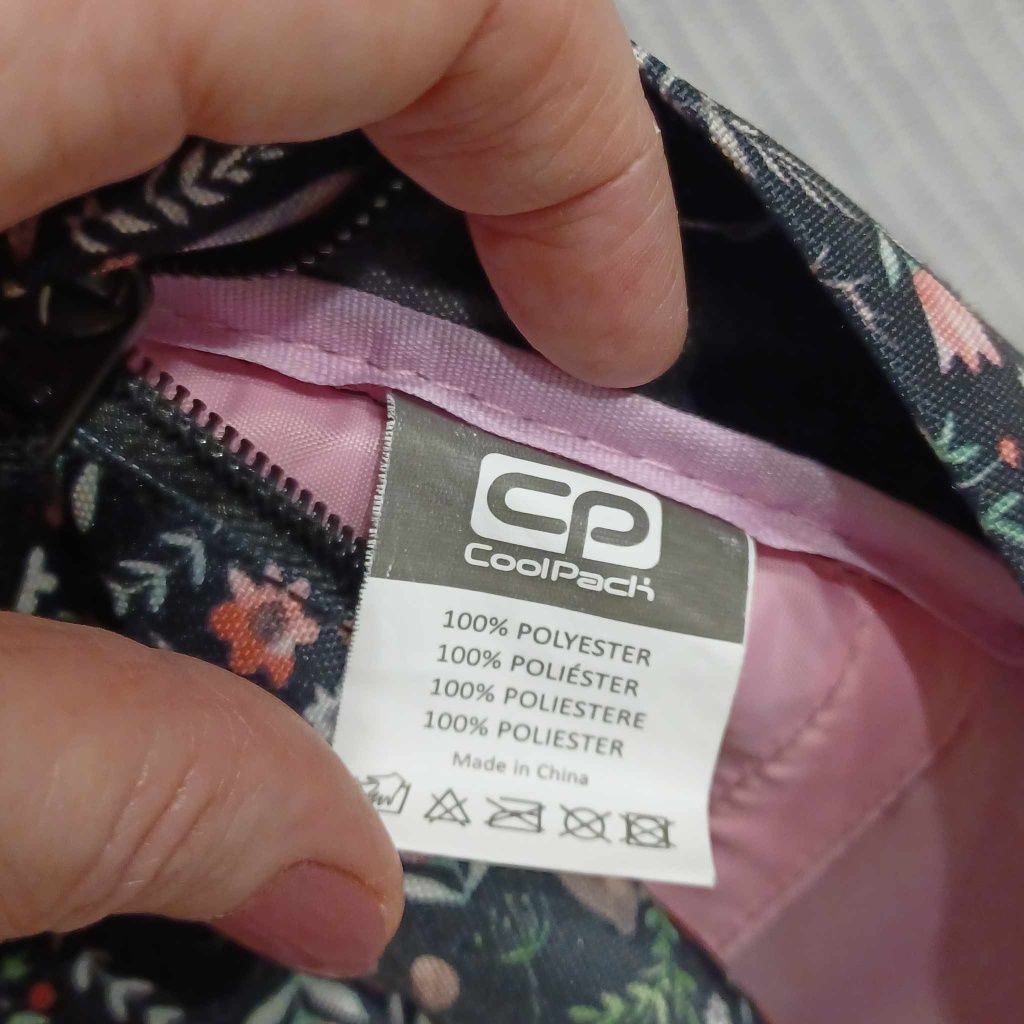 CP
CoolPack
100% POLYESTER
100% POLIÉSTER
100% POLIESTERE
100% POLIESTER
Made in China